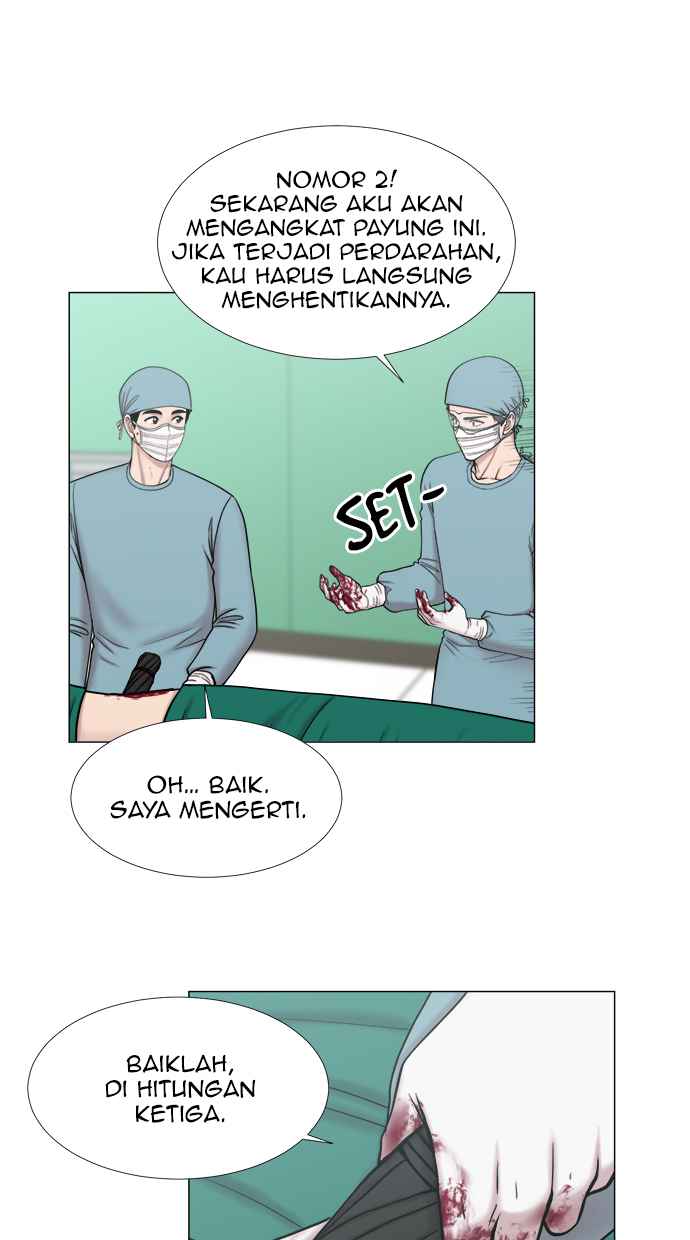 NOMOR 2!
SEKARANG AKU AKAN
MENGANGKAT PAYUNG INI.
JIKA TERJADI PERDARAHAN,
KAU HARUS LANGSUNG
MENGHENTIKANNYA.
SET-
OH... BAIK.
SAYA MENGERTI.
BAIKLAH,
DI HITUNGAN
KETIGA.